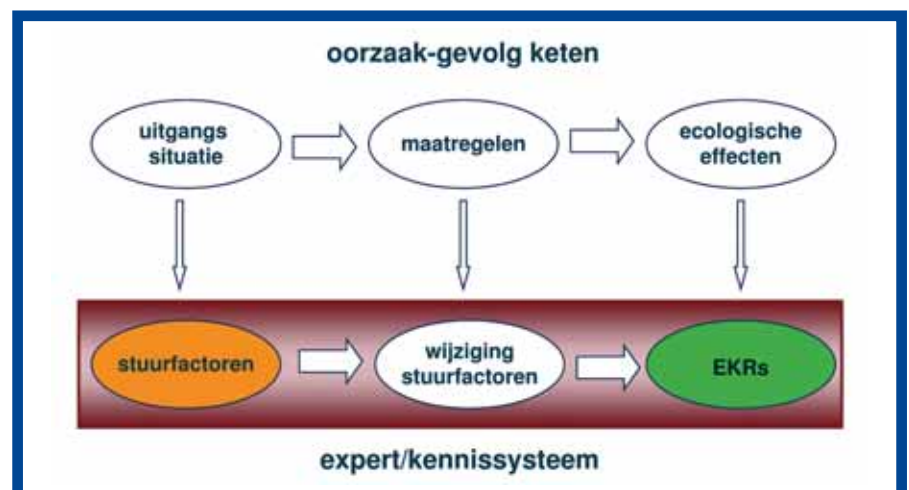 oorzaak-gevolg keten
uitgangs
situatie
maatregelen
ecologische
effecten
stuurfactoren
wijziging
stuurfactoren
EKRs
expert/kennissysteem